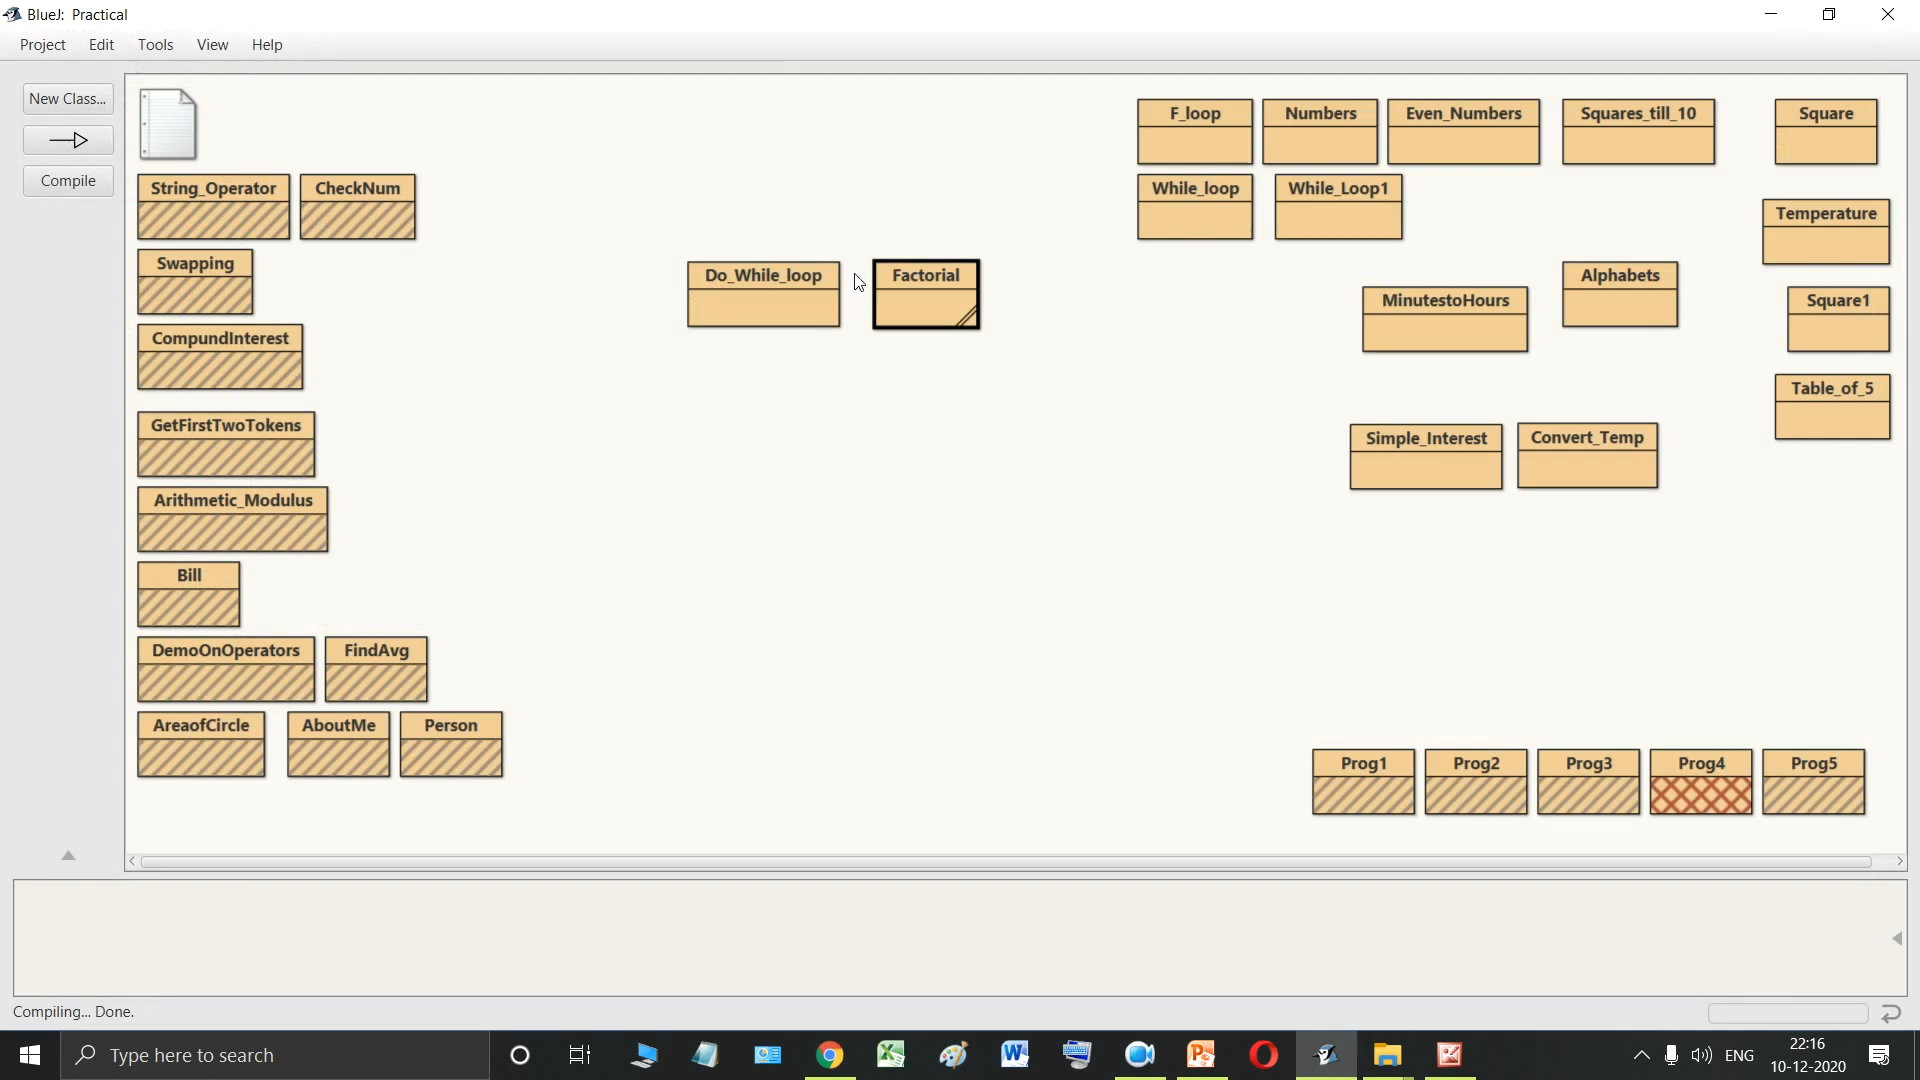 BlueJ: Practical
Project Edit Tools View Help
New Class...
Compile
F_loop Numbers Even_Numbers Squares_till_10 Square
String_Operator CheckNum While_loop While_Loop1
Temperature
Swapping Do_While_loop Factorial Alphabets
MinutestoHours Square1
CompundInterest
Table_of_5
GetFirstTwoTokens Simple_Interest Convert_Temp
Arithmetic_Modulus
Bill
DemoOnOperators FindAvg
AreaofCircle AboutMe Person
Prog1 Prog2 Prog3 Prog4 Prog5
Compiling... Done.
Type here to search
ENG
22:16
10-12-2020